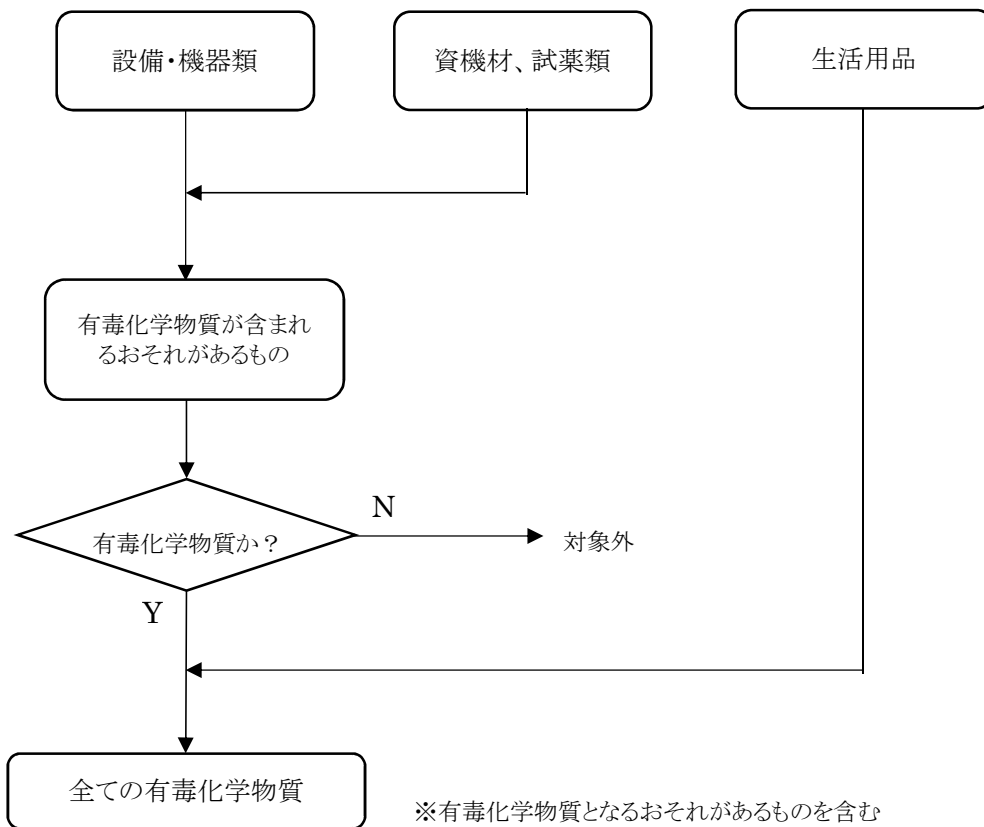 設備・機器類
資機材、試薬類
生活用品
有毒化学物質が含まれ
るおそれがあるもの
有毒化学物質か？
N
対象外
Y
全ての有毒化学物質
※有毒化学物質となるおそれがあるものを含む